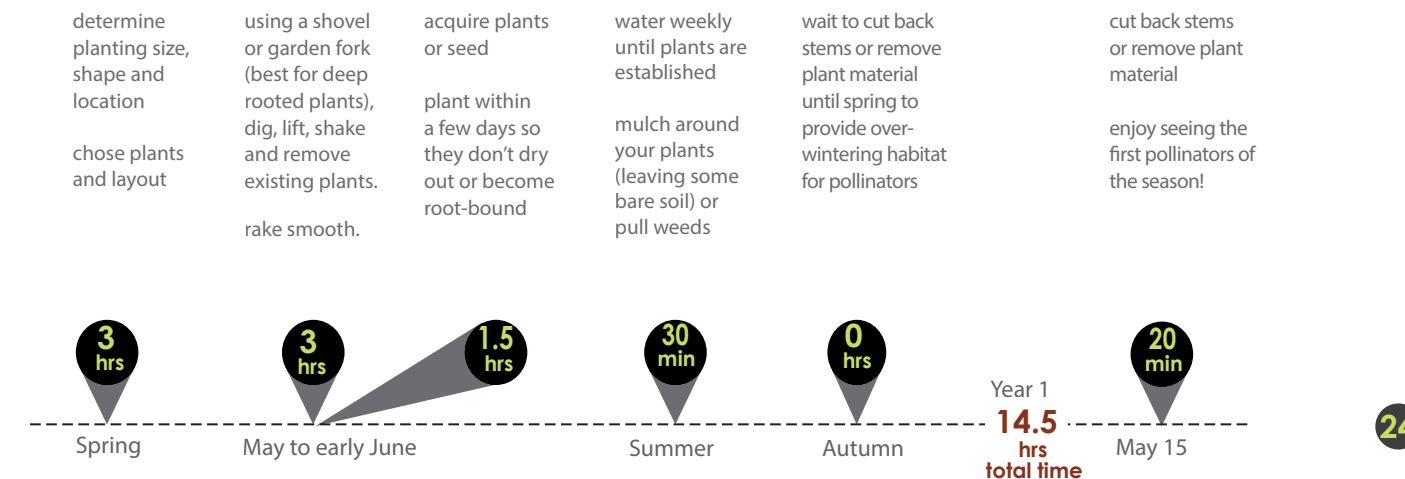 determine
planting size,
shape and
location
chose plants
and layout
using a shovel
or garden fork
(best for deep
rooted plants),
dig, lift, shake
and remove
existing plants.
rake smooth.
acquire plants
or seed
plant within
a few days so
they don't dry
out or become
root-bound
water weekly
until plants are
established
mulch around
your plants
(leaving some
bare soil) or
pull weeds
wait to cut back
stems or remove
plant material
until spring to
provide over-
wintering habitat
for pollinators
cut back stems
or remove plant
material
enjoy seeing the
first pollinators of
the season!
3
hrs
3
hrs
1.5
hrs
30
min
0
hrs
20
min
Spring
May to early June
Summer
Autumn
Year 1
14.5
hrs
total time
May 15
24